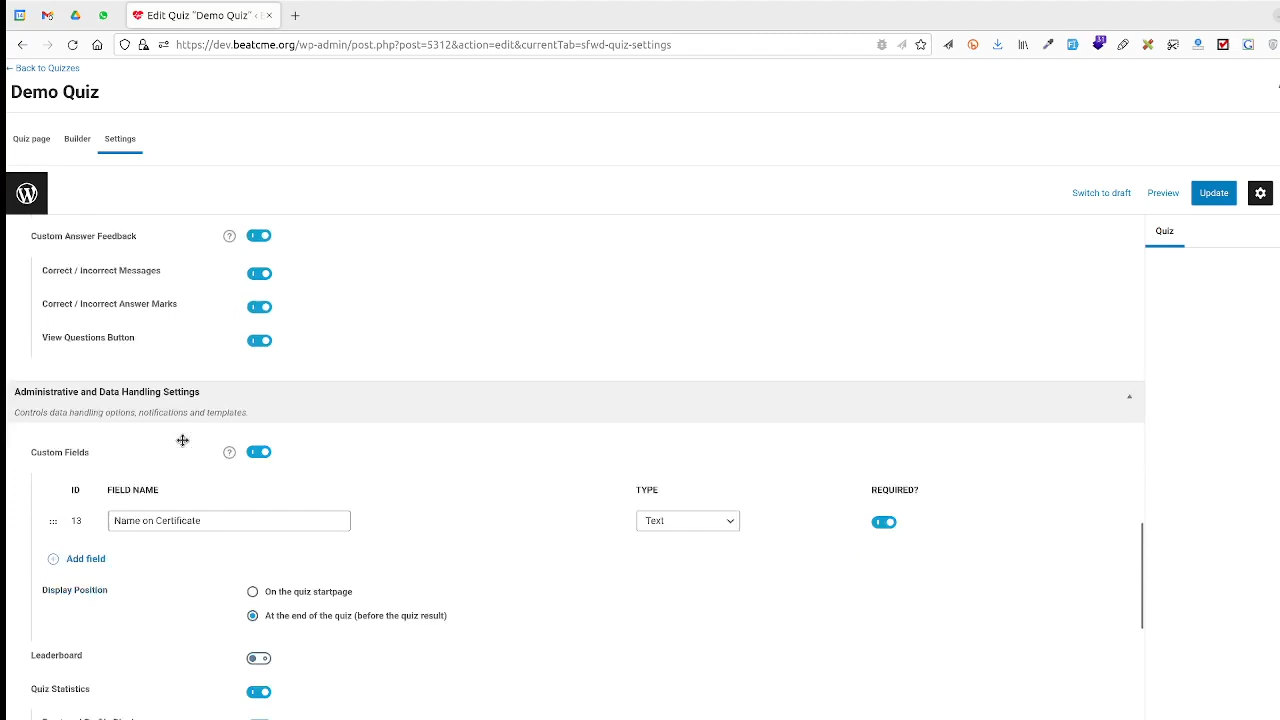 Edit Quiz "Demo Quiz" ‹
https://dev.beatcme.org/wp-admin/post.php?post=5312&action=edit&currentTab=sfwd-quiz-settings
31
← Back to Quizzes
Demo Quiz
Quiz page Builder Settings
Switch to draft Preview Update
Quiz
Custom Answer Feedback
Correct / Incorrect Messages
Correct / Incorrect Answer Marks
View Questions Button
Administrative and Data Handling Settings
Controls data handling options, notifications and templates.
Custom Fields
ID FIELD NAME TYPE REQUIRED?
13 Name on Certificate Text
Add field
Display Position
On the quiz startpage
At the end of the quiz (before the quiz result)
Leaderboard
Quiz Statistics